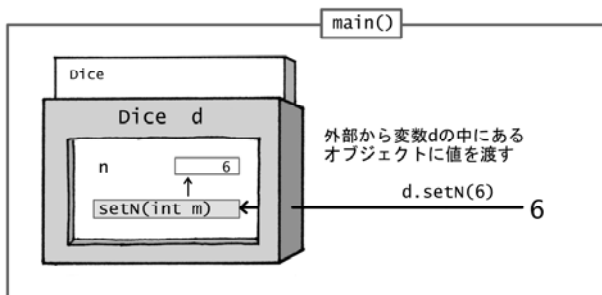 main()
Dice
Dice d
n 6
setN(int m)
外部から変数dの中にある
オブジェクトに値を渡す
d.setN(6)
6